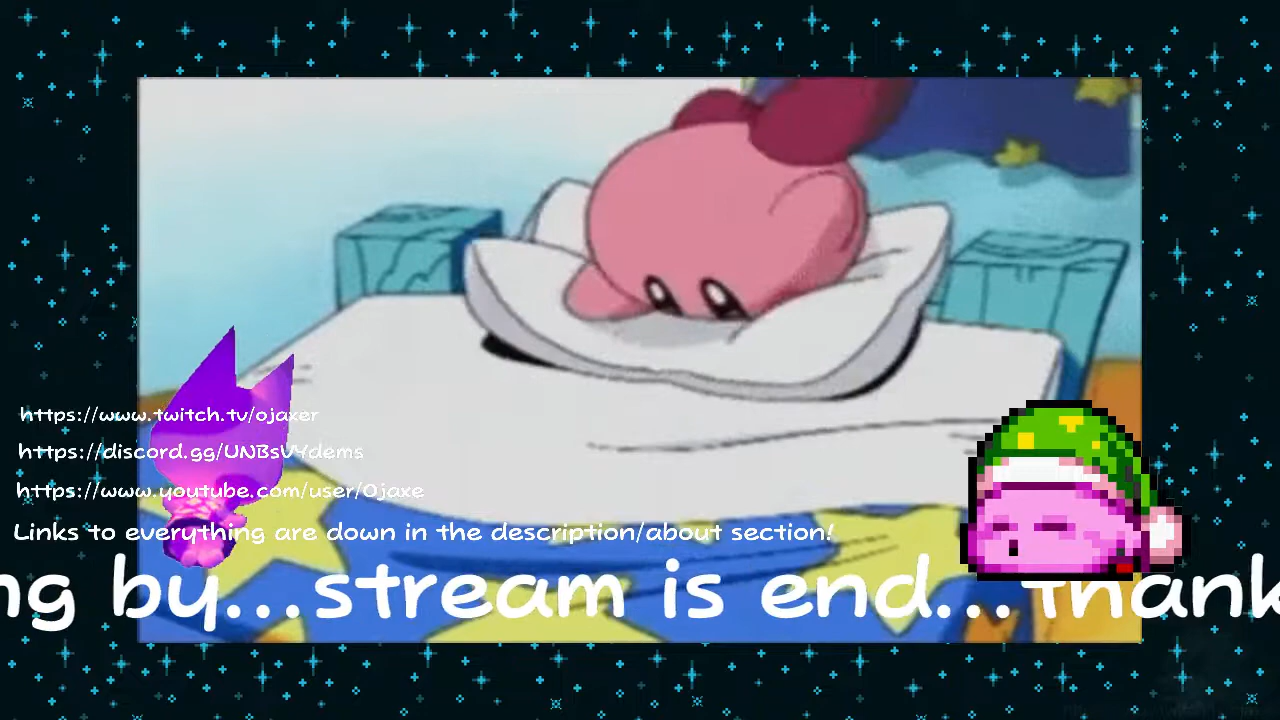 https://www.twitch.tv/ojaxer
https://discord.gg/UNBsVYdems
https://www.youtube.com/user/Ojaxe
Links to everything are down in the description/about section!
ng by...stream is end...thank